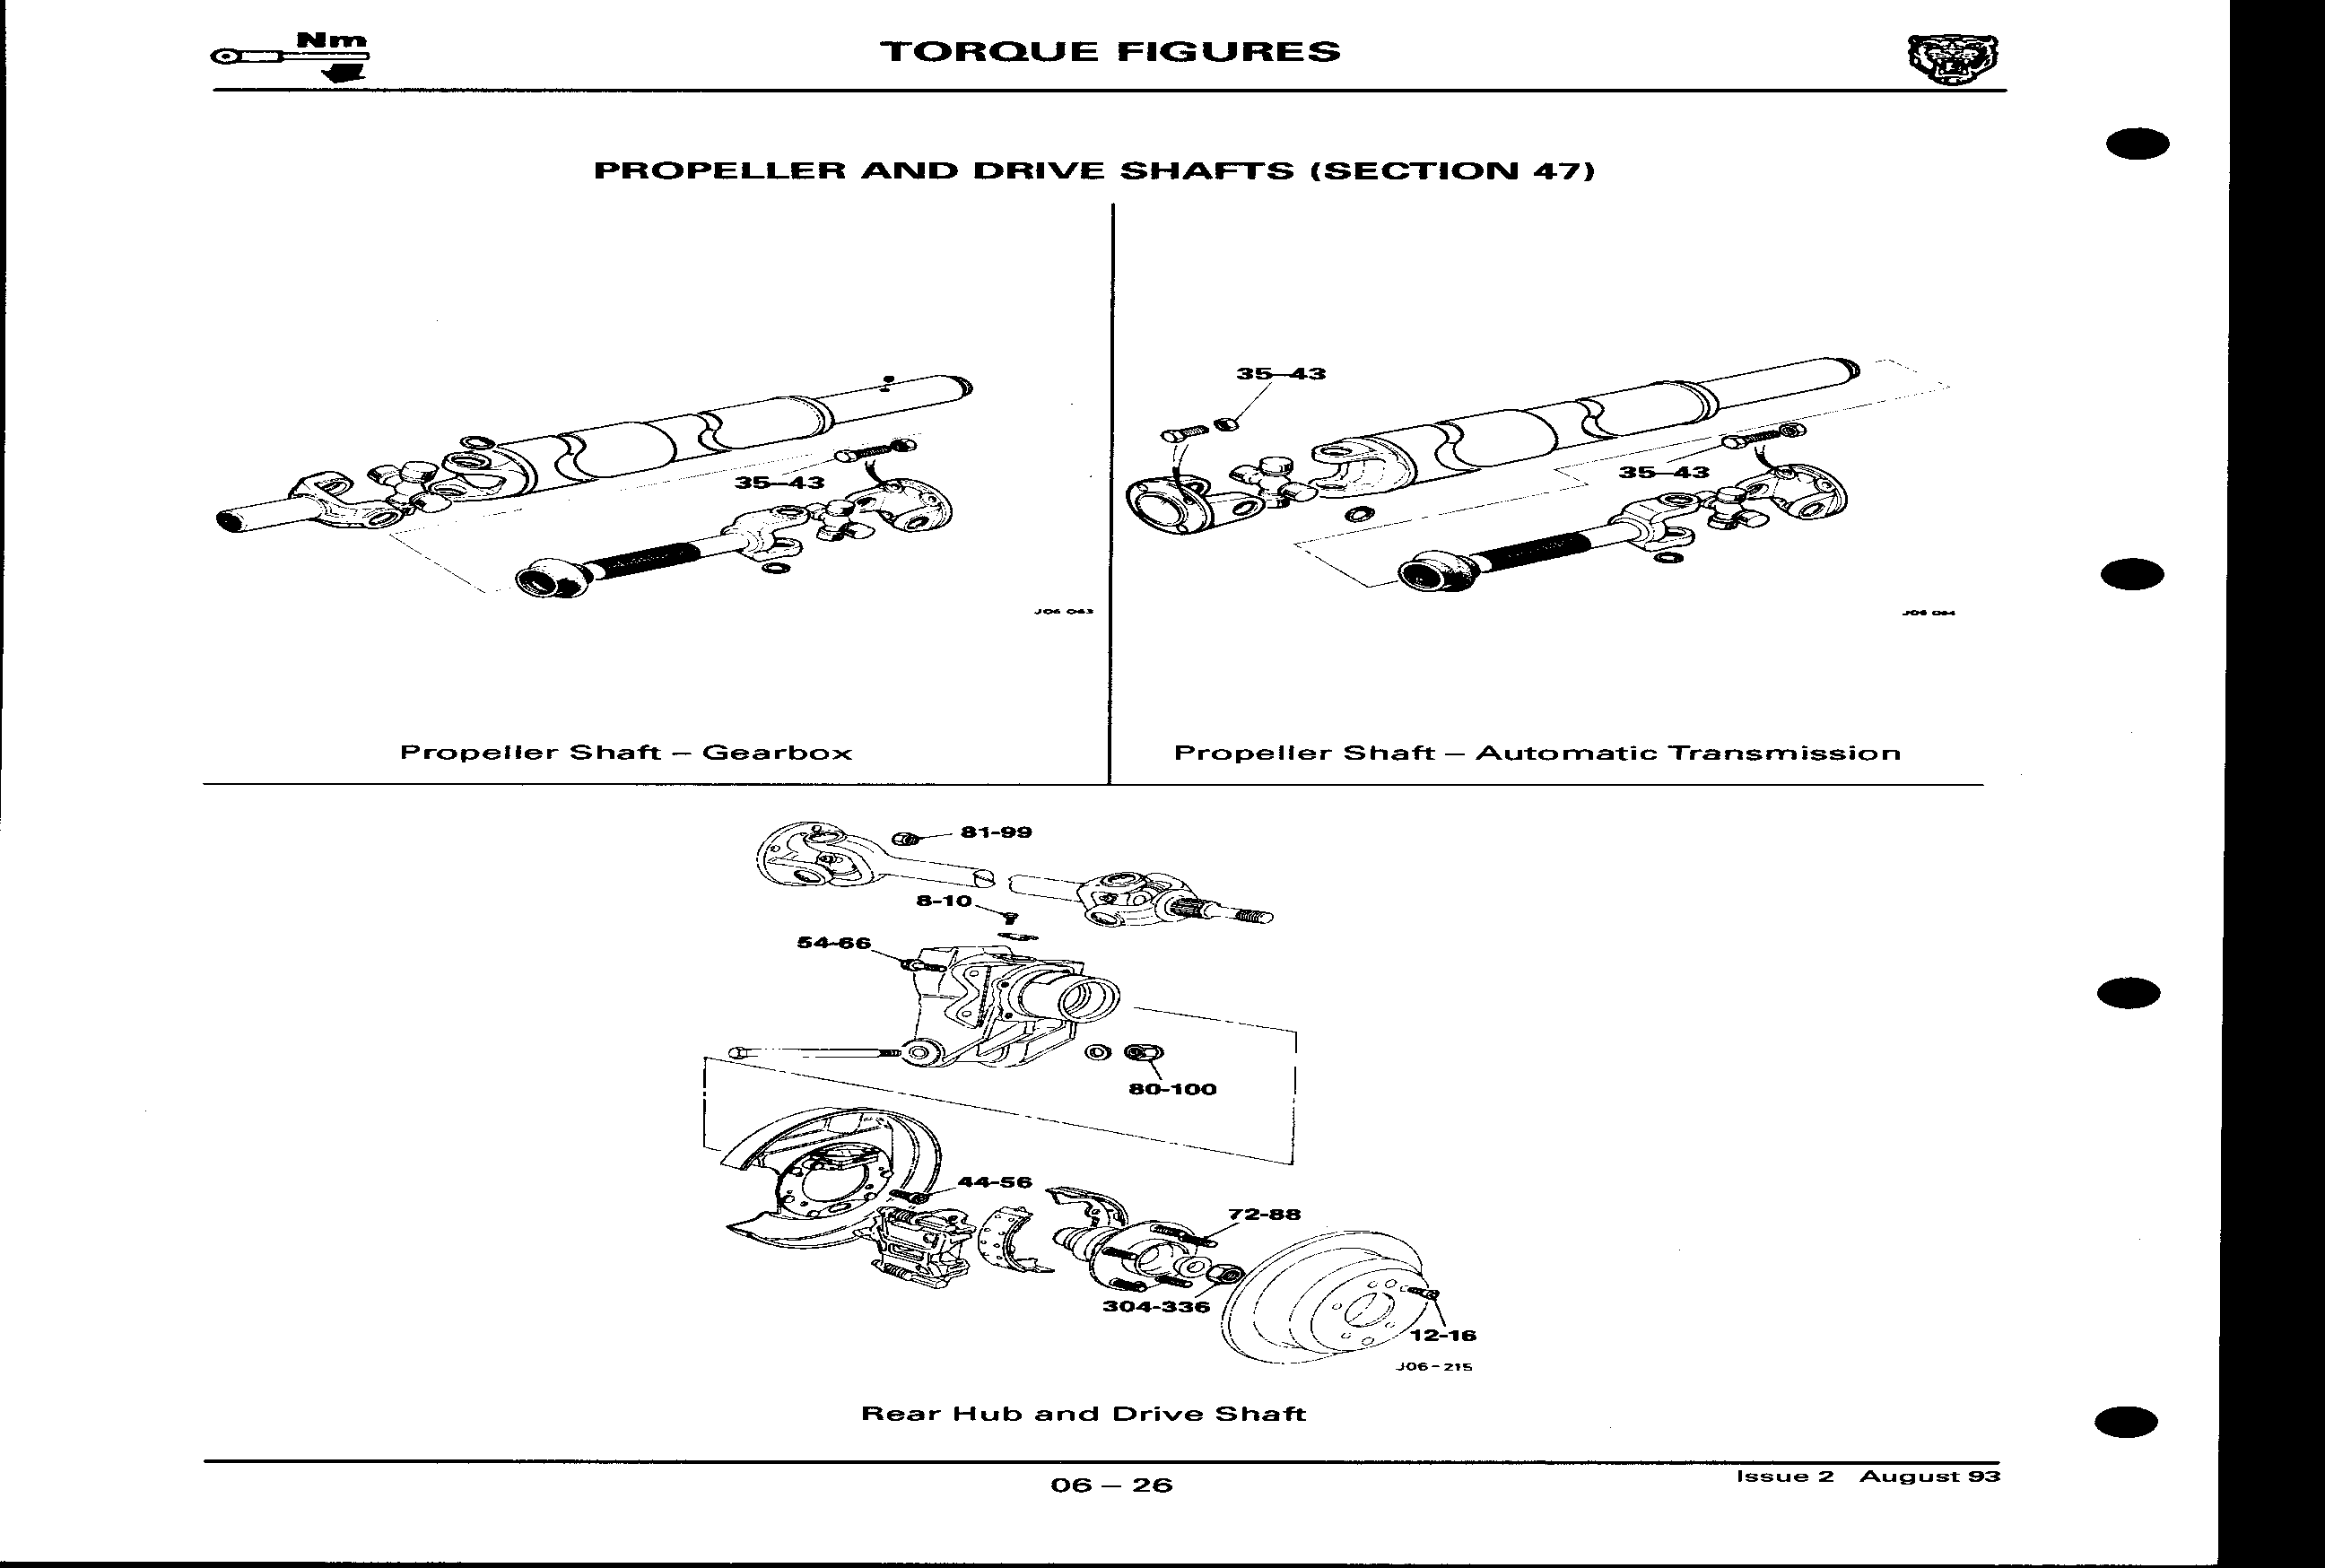 Nm
TORQUE FIGURES
PROPELLER AND DRIVE SHAFTS (SECTION 47)
35-43
J06 063
Propeller Shaft – Gearbox
35-43
35-43
J06 064
Propeller Shaft – Automatic Transmission
81-99
8-10
54-66
80-100
44-56
72-88
304-336
12-16
J06-215
Rear Hub and Drive Shaft
06 – 26
Issue 2 August 93